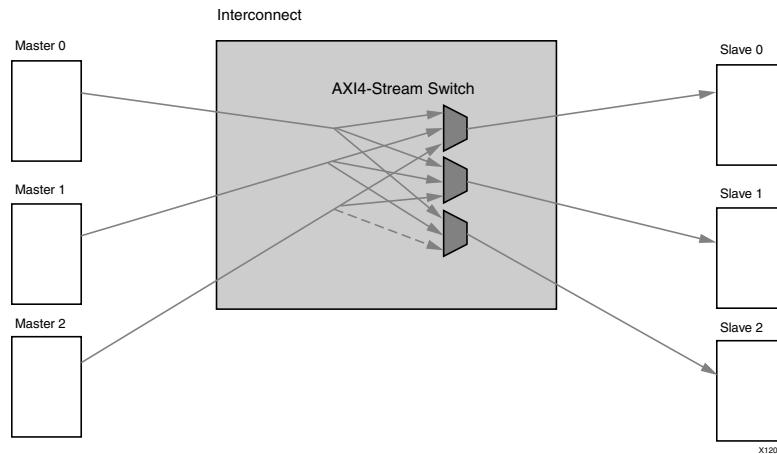 Interconnect
Master 0
Slave 0
AXI4-Stream Switch
Master 1
Slave 1
Master 2
Slave 2
X120